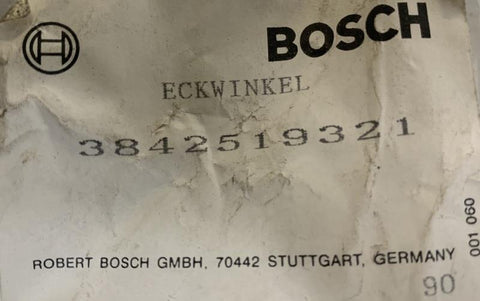 BOSCH
ECKWINKEL
3842519321
001 060
ROBERT BOSCH GMBH, 70442 STUTTGART, GERMANY
90